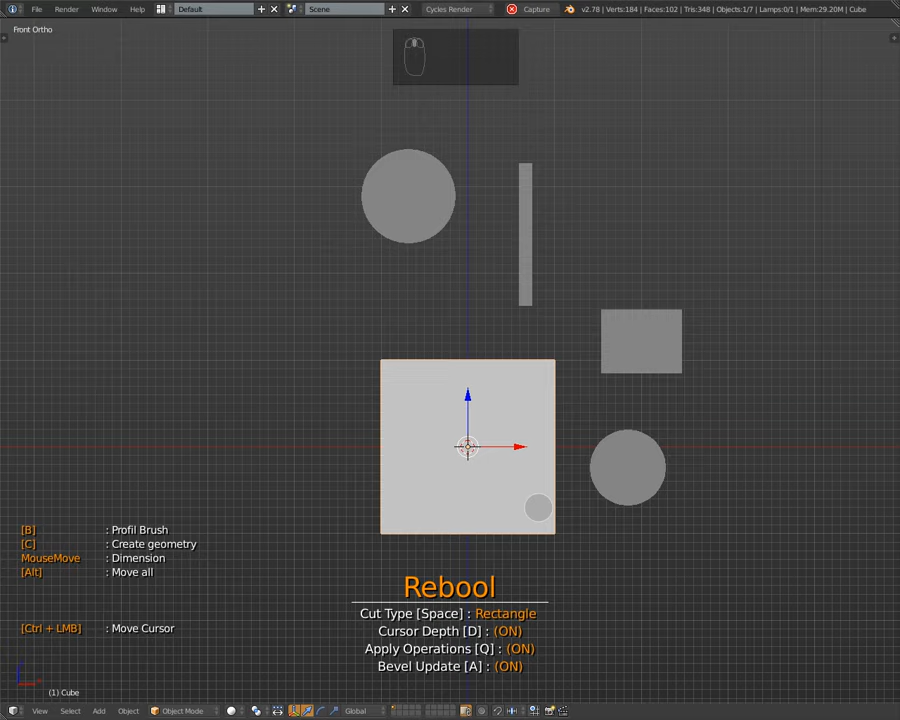 File Render Window Help Default Scene Cycles Render Capture v2.78 | Verts:184 | Faces:102 | Tris:348 | Objects:1/7 | Lamps:0/1 | Mem:29.20M | Cube
Front Ortho
[B] : Profil Brush
[C] : Create geometry
MouseMove : Dimension
[Alt] : Move all
[Ctrl + LMB] : Move Cursor
Rebool
Cut Type [Space] : Rectangle
Cursor Depth [D] : (ON)
Apply Operations [Q] : (ON)
Bevel Update [A] : (ON)
(1) Cube
View Select Add Object Object Mode Global